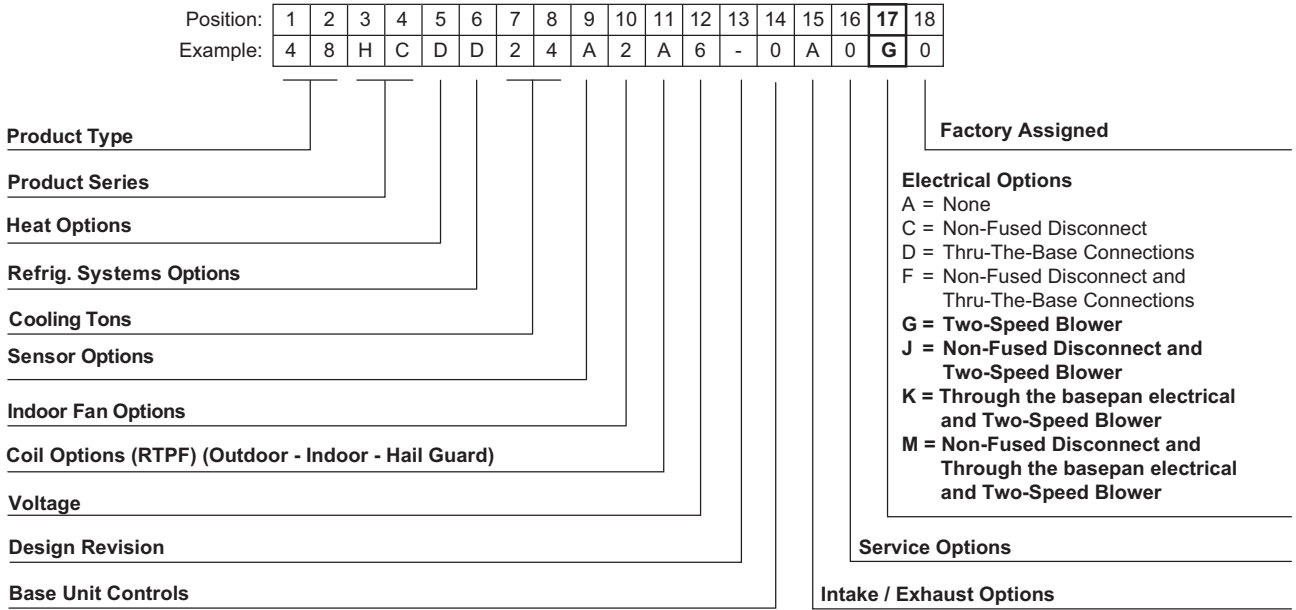 Position: 1 2 3 4 5 6 7 8 9 10 11 12 13 14 15 16 17 18
Example: 4 8 H C D D 2 4 A 2 A 6 - 0 A 0 G 0
Product Type
Product Series
Heat Options
Refrig. Systems Options
Cooling Tons
Sensor Options
Indoor Fan Options
Coil Options (RTPF) (Outdoor - Indoor - Hail Guard)
Voltage
Design Revision
Base Unit Controls
Factory Assigned
Electrical Options
A = None
C = Non-Fused Disconnect
D = Thru-The-Base Connections
F = Non-Fused Disconnect and
Thru-The-Base Connections
G = Two-Speed Blower
J = Non-Fused Disconnect and
Two-Speed Blower
K = Through the basepan electrical
and Two-Speed Blower
M = Non-Fused Disconnect and
Through the basepan electrical
and Two-Speed Blower
Service Options
Intake / Exhaust Options